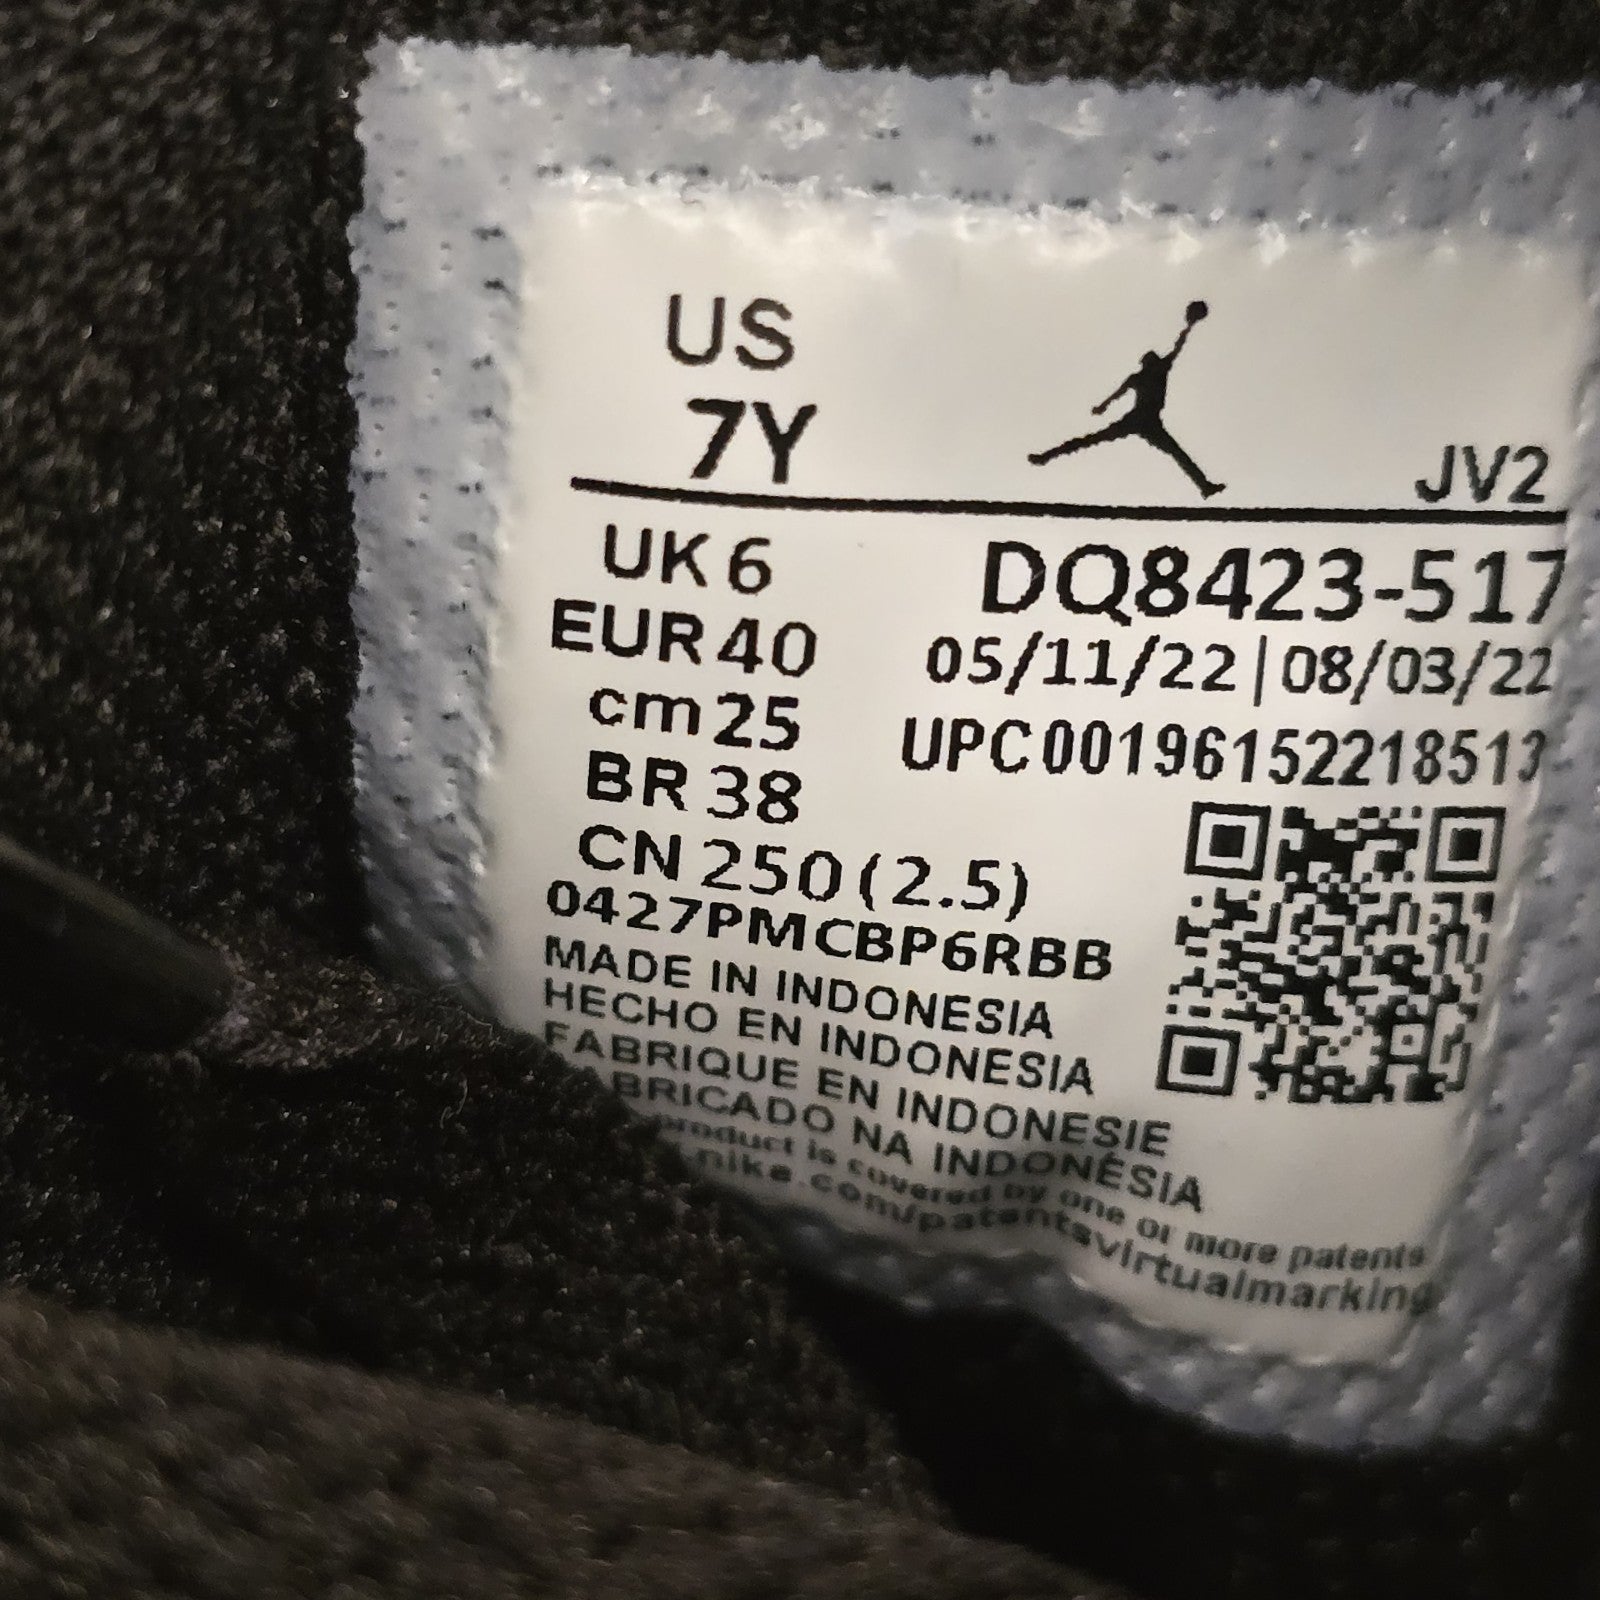 US
7Y
JV2
UK 6
DQ8423-517
EUR 40
05/11/22|08/03/22
cm 25
UPC00196152218513
BR 38
CN 250 (2.5)
0427PMCBP6RBB
MADE IN INDONESIA
HECHO EN INDONESIA
FABRIQUE EN INDONESIE
FABRICADO NA INDONÉSIA
product is covered by one or more patents
.nike.com/patentsvirtualmarking